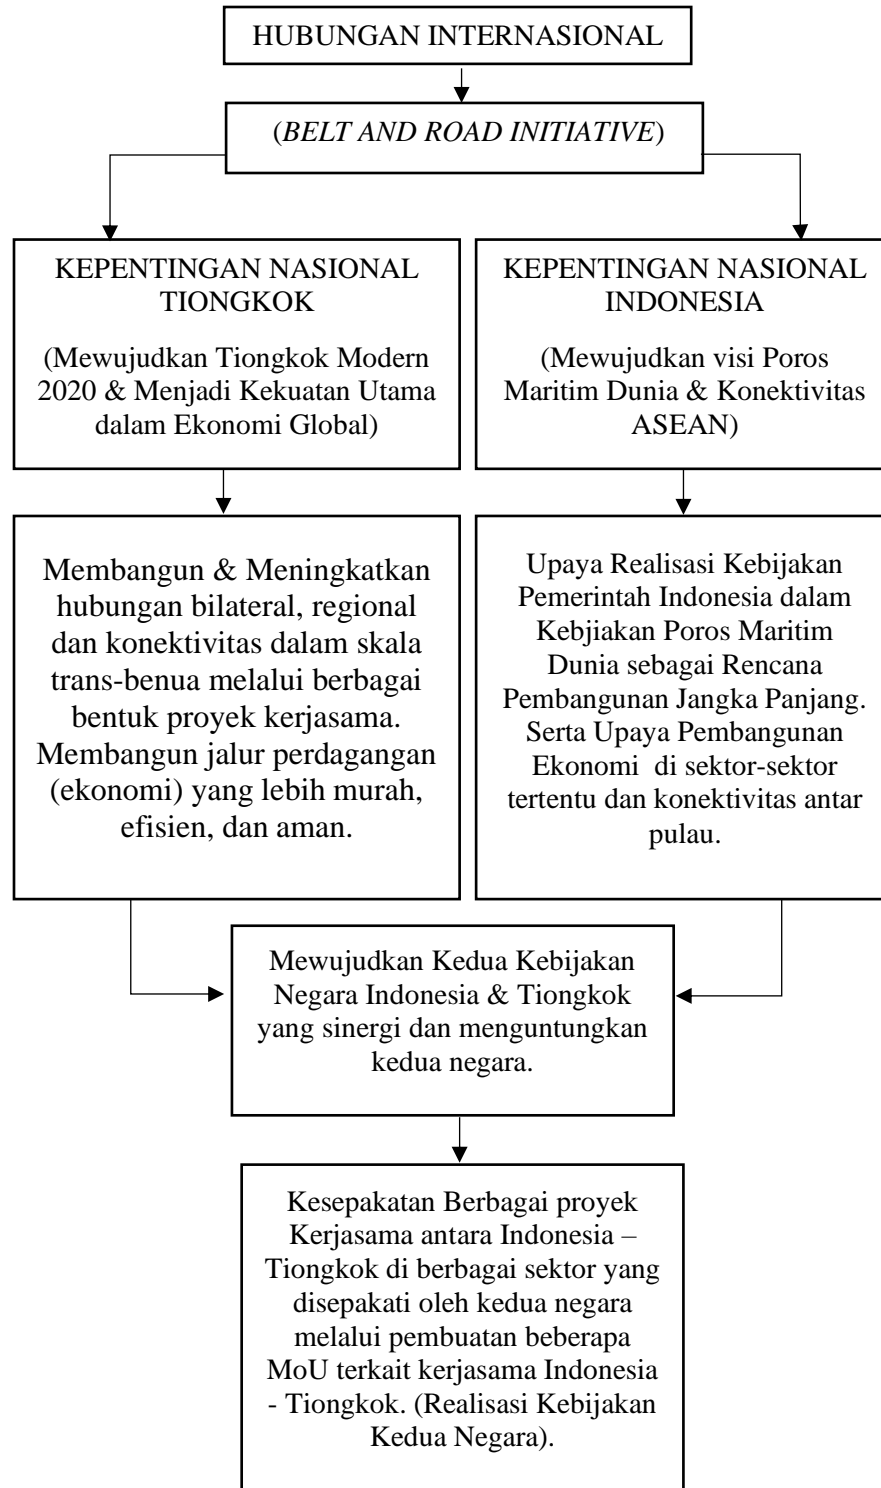 HUBUNGAN INTERNASIONAL
(BELT AND ROAD INITIATIVE)
KEPENTINGAN NASIONAL
TIONGKOK
(Mewujudkan Tiongkok Modern
2020 & Menjadi Kekuatan Utama
dalam Ekonomi Global)
KEPENTINGAN NASIONAL
INDONESIA
(Mewujudkan visi Poros
Maritim Dunia & Konektivitas
ASEAN)
Membangun & Meningkatkan
hubungan bilateral, regional
dan konektivitas dalam skala
trans-benua melalui berbagai
bentuk proyek kerjasama.
Membangun jalur perdagangan
(ekonomi) yang lebih murah,
efisien, dan aman.
Upaya Realisasi Kebijakan
Pemerintah Indonesia dalam
Kebjiakan Poros Maritim
Dunia sebagai Rencana
Pembangunan Jangka Panjang.
Serta Upaya Pembangunan
Ekonomi di sektor-sektor
tertentu dan konektivitas antar
pulau.
Mewujudkan Kedua Kebijakan
Negara Indonesia & Tiongkok
yang sinergi dan menguntungkan
kedua negara.
Kesepakatan Berbagai proyek
Kerjasama antara Indonesia –
Tiongkok di berbagai sektor yang
disepakati oleh kedua negara
melalui pembuatan beberapa
MoU terkait kerjasama Indonesia
- Tiongkok. (Realisasi Kebijakan
Kedua Negara).